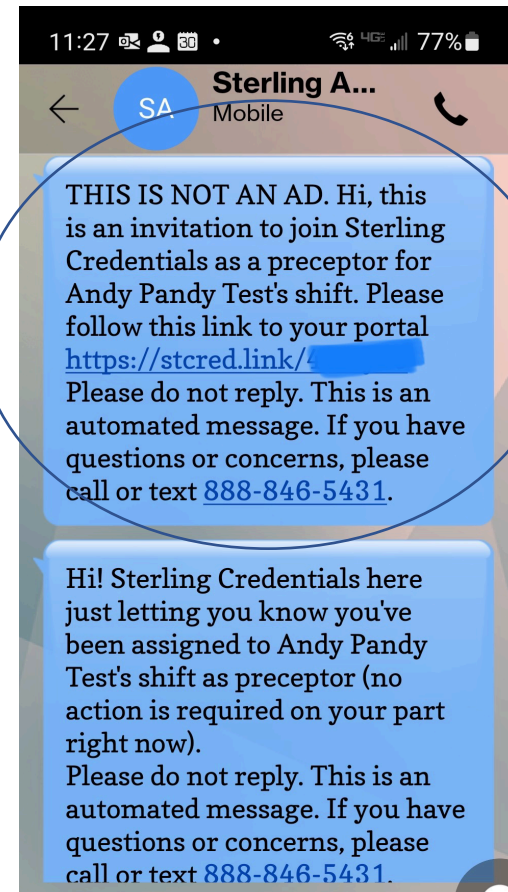 11:27 30 • 4GE 77%
Sterling A...
SA Mobile
THIS IS NOT AN AD. Hi, this
is an invitation to join Sterling
Credentials as a preceptor for
Andy Pandy Test's shift. Please
follow this link to your portal
https://stcred.link/
Please do not reply. This is an
automated message. If you have
questions or concerns, please
call or text 888-846-5431.
Hi! Sterling Credentials here
just letting you know you've
been assigned to Andy Pandy
Test's shift as preceptor (no
action is required on your part
right now).
Please do not reply. This is an
automated message. If you have
questions or concerns, please
call or text 888-846-5431.